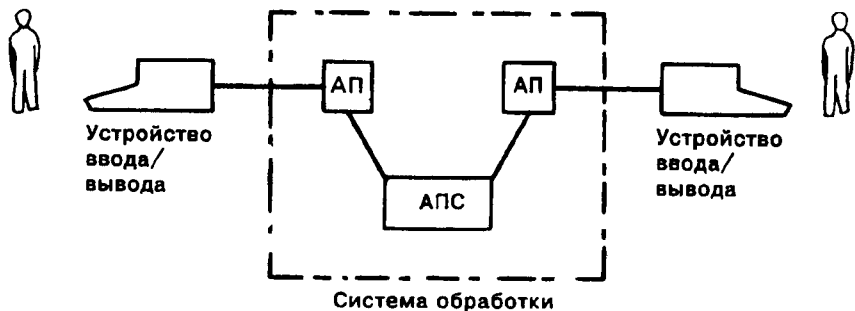 АП
АП
Устройство
ввода/
вывода
Устройство
ввода/
вывода
АПС
Система обработки